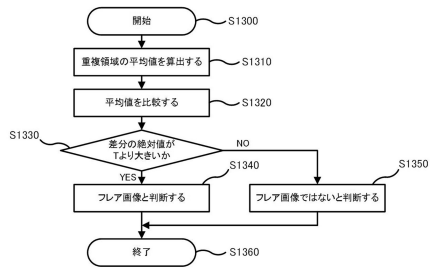 開始
S1300
重複領域の平均値を算出する
S1310
平均値を比較する
S1320
S1330
差分の絶対値が
Tより大きいか
NO
YES
S1340
フレア画像と判断する
S1350
フレア画像ではないと判断する
終了
S1360